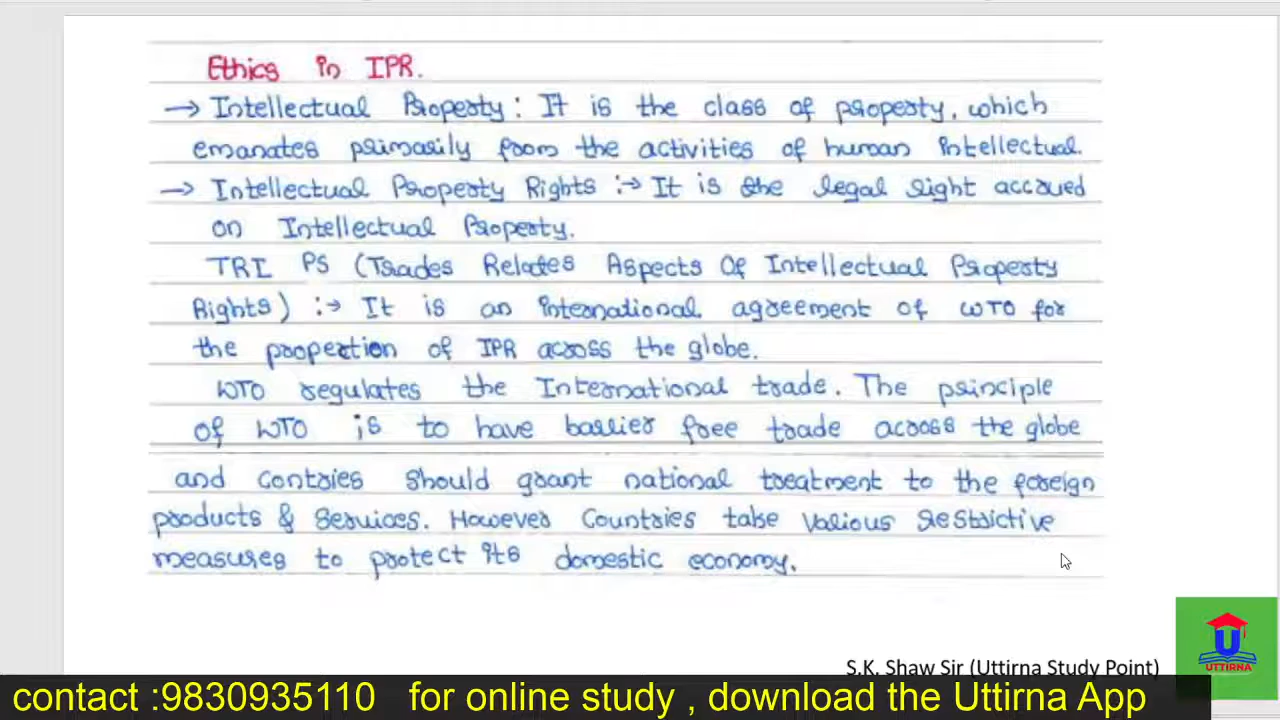 Ethics in IPR.
→ Intellectual Property: It is the class of property, which
emanates primarily from the activities of human Intellectual.
→ Intellectual Property Rights :→ It is the legal right accrued
on Intellectual Property.
TRI PS (Trades Relates Aspects Of Intellectual Property
Rights) :→ It is an international agreement of WTO for
the propertion of IPR across the globe.
WTO regulates the International trade. The principle
of WTO is to have barrier free trade across the globe
and contries should grant national treatment to the foreign
products & Services. However Countries take various restrictive
measures to protect its domestic economy.
S.K. Shaw Sir (Uttirna Study Point)
U
UTTIRNA
contact :9830935110 for online study , download the Uttirna App